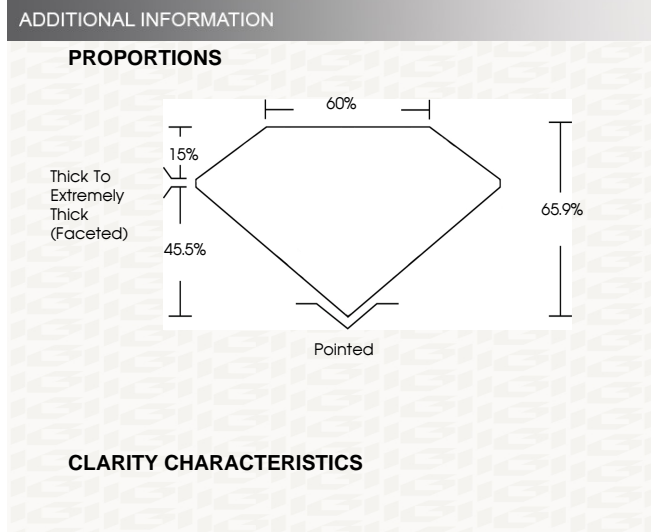 ADDITIONAL INFORMATION
PROPORTIONS
60%
15%
Thick To
Extremely
Thick
(Faceted)
65.9%
45.5%
Pointed
CLARITY CHARACTERISTICS